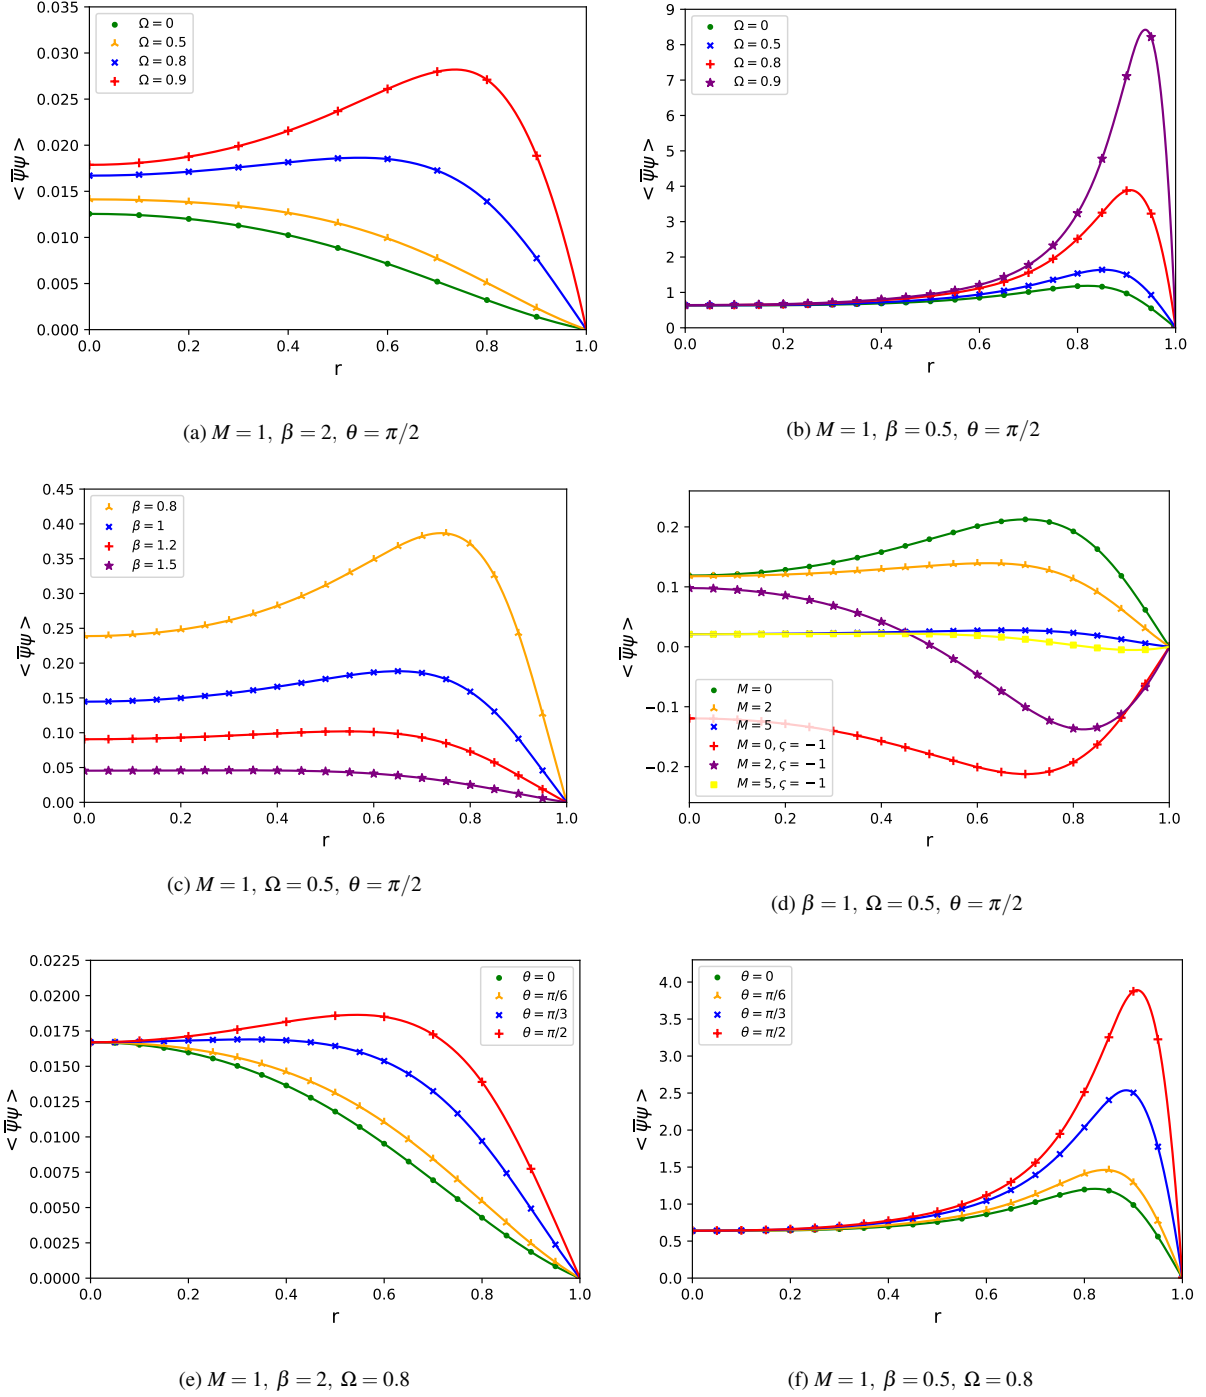 0.035
0.030
0.025
0.020
0.015
0.010
0.005
0.000
< ψ̅ψ >
Ω = 0
Ω = 0.5
Ω = 0.8
Ω = 0.9
0.0 0.2 0.4 0.6 0.8 1.0
r
(a) M = 1, β = 2, θ = π/2
9
8
7
6
5
4
3
2
1
0
< ψ̅ψ >
Ω = 0
Ω = 0.5
Ω = 0.8
Ω = 0.9
0.0 0.2 0.4 0.6 0.8 1.0
r
(b) M = 1, β = 0.5, θ = π/2
0.45
0.40
0.35
0.30
0.25
0.20
0.15
0.10
0.05
0.00
< ψ̅ψ >
β = 0.8
β = 1
β = 1.2
β = 1.5
0.0 0.2 0.4 0.6 0.8 1.0
r
(c) M = 1, Ω = 0.5, θ = π/2
0.2
0.1
0.0
−0.1
−0.2
< ψ̅ψ >
M = 0
M = 2
M = 5
M = 0, ς = −1
M = 2, ς = −1
M = 5, ς = −1
0.0 0.2 0.4 0.6 0.8 1.0
r
(d) β = 1, Ω = 0.5, θ = π/2
0.0225
0.0200
0.0175
0.0150
0.0125
0.0100
0.0075
0.0050
0.0025
0.0000
< ψ̅ψ >
θ = 0
θ = π/6
θ = π/3
θ = π/2
0.0 0.2 0.4 0.6 0.8 1.0
r
(e) M = 1, β = 2, Ω = 0.8
4.0
3.5
3.0
2.5
2.0
1.5
1.0
0.5
0.0
< ψ̅ψ >
θ = 0
θ = π/6
θ = π/3
θ = π/2
0.0 0.2 0.4 0.6 0.8 1.0
r
(f) M = 1, β = 0.5, Ω = 0.8